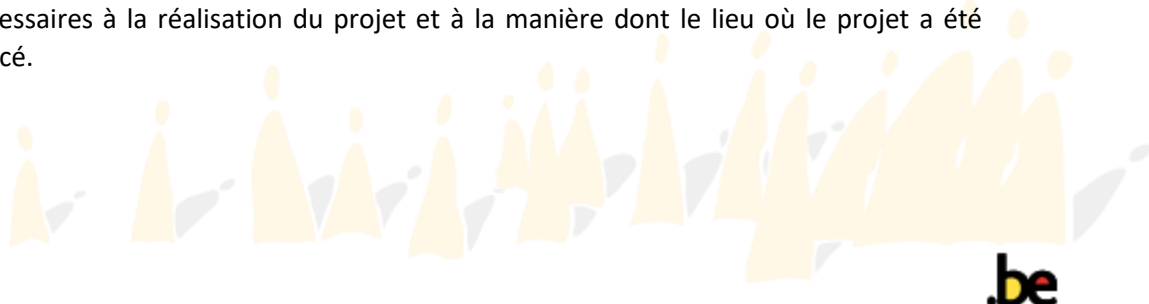 essaires à la réalisation du projet et à la manière dont le lieu où le projet a été
cé.
.be